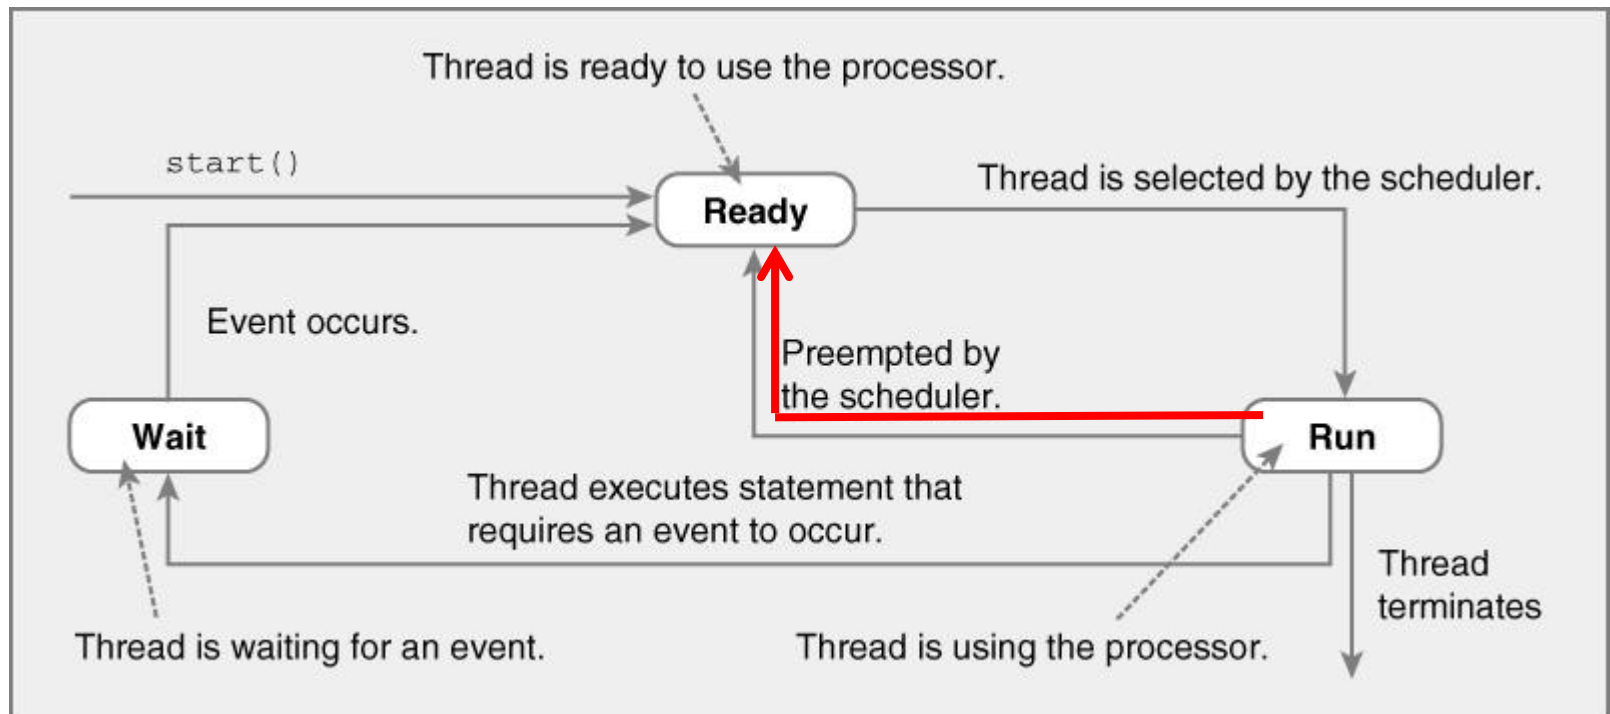 Thread is ready to use the processor.
start()
Thread is selected by the scheduler.
Ready
Event occurs.
Preempted by
the scheduler.
Wait
Run
Thread executes statement that
requires an event to occur.
Thread
terminates
Thread is waiting for an event.
Thread is using the processor.